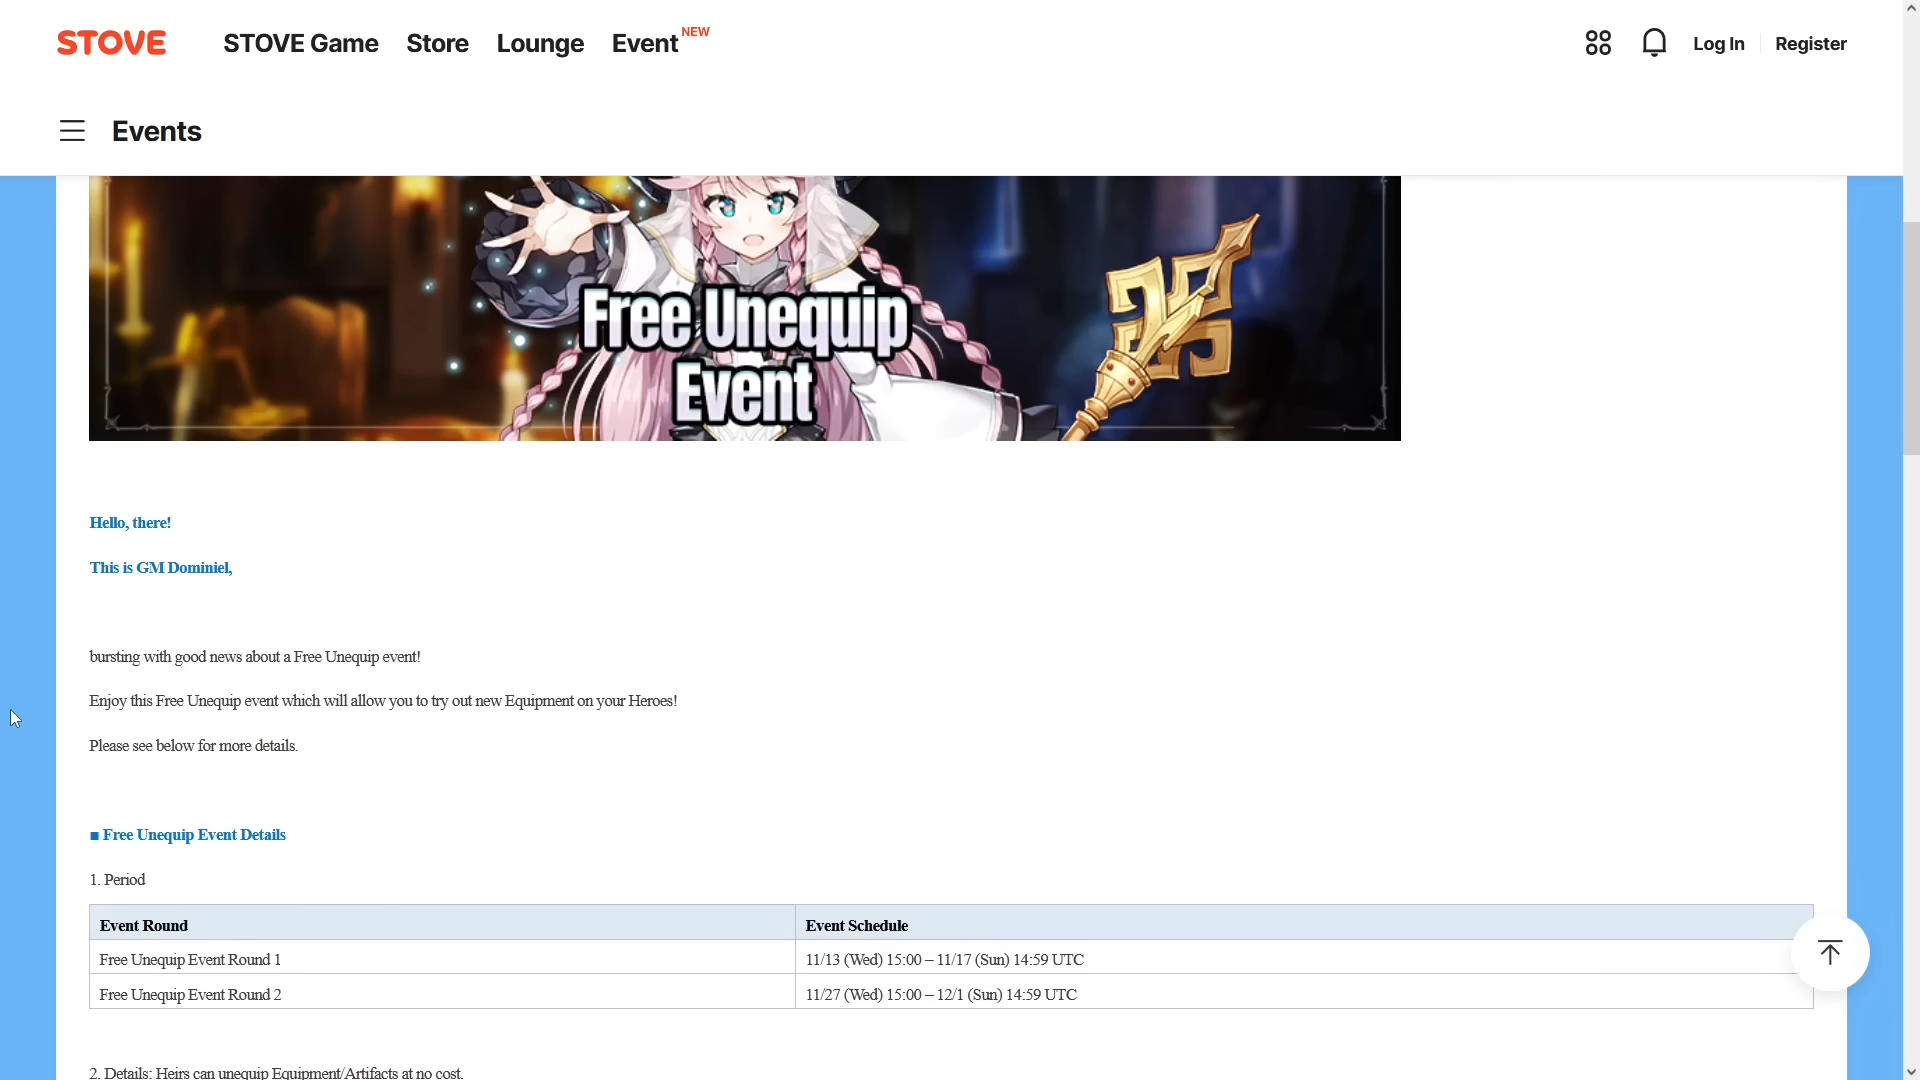 STOVE
STOVE Game Store Lounge Event NEW
Log In Register
Events
Free Unequip
Event
Hello, there!
This is GM Dominiel,
bursting with good news about a Free Unequip event!
Enjoy this Free Unequip event which will allow you to try out new Equipment on your Heroes!
Please see below for more details.
■ Free Unequip Event Details
1. Period
Event Round Event Schedule
Free Unequip Event Round 1 11/13 (Wed) 15:00 – 11/17 (Sun) 14:59 UTC
Free Unequip Event Round 2 11/27 (Wed) 15:00 – 12/1 (Sun) 14:59 UTC
2. Details: Heirs can unequip Equipment/Artifacts at no cost.